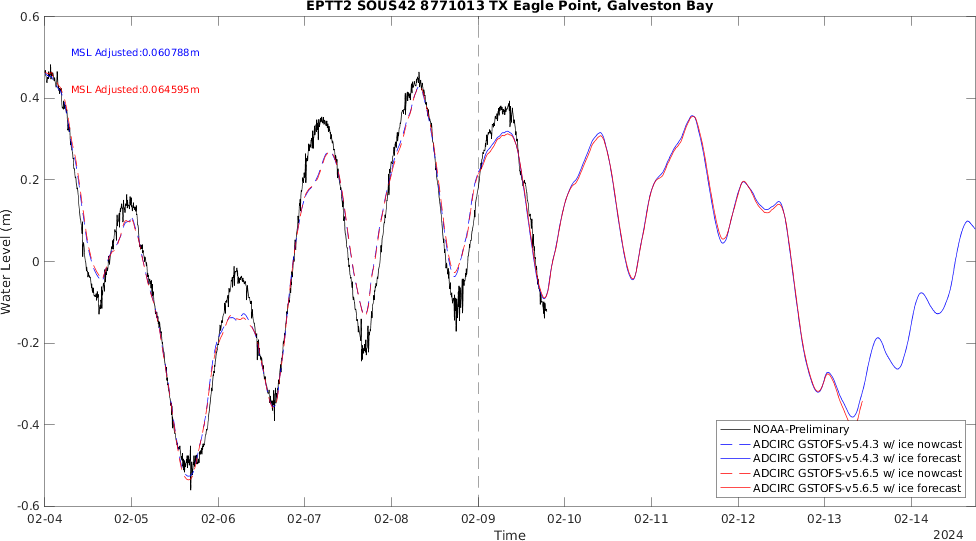 EPTT2 SOUS42 8771013 TX Eagle Point, Galveston Bay
MSL Adjusted:0.060788m
MSL Adjusted:0.064595m
0.6
0.4
0.2
0
-0.2
-0.4
-0.6
Water Level (m)
NOAA-Preliminary
ADCIRC GSTOFS-v5.4.3 w/ ice nowcast
ADCIRC GSTOFS-v5.4.3 w/ ice forecast
ADCIRC GSTOFS-v5.6.5 w/ ice nowcast
ADCIRC GSTOFS-v5.6.5 w/ ice forecast
02-04 02-05 02-06 02-07 02-08 02-09 02-10 02-11 02-12 02-13 02-14
Time
2024